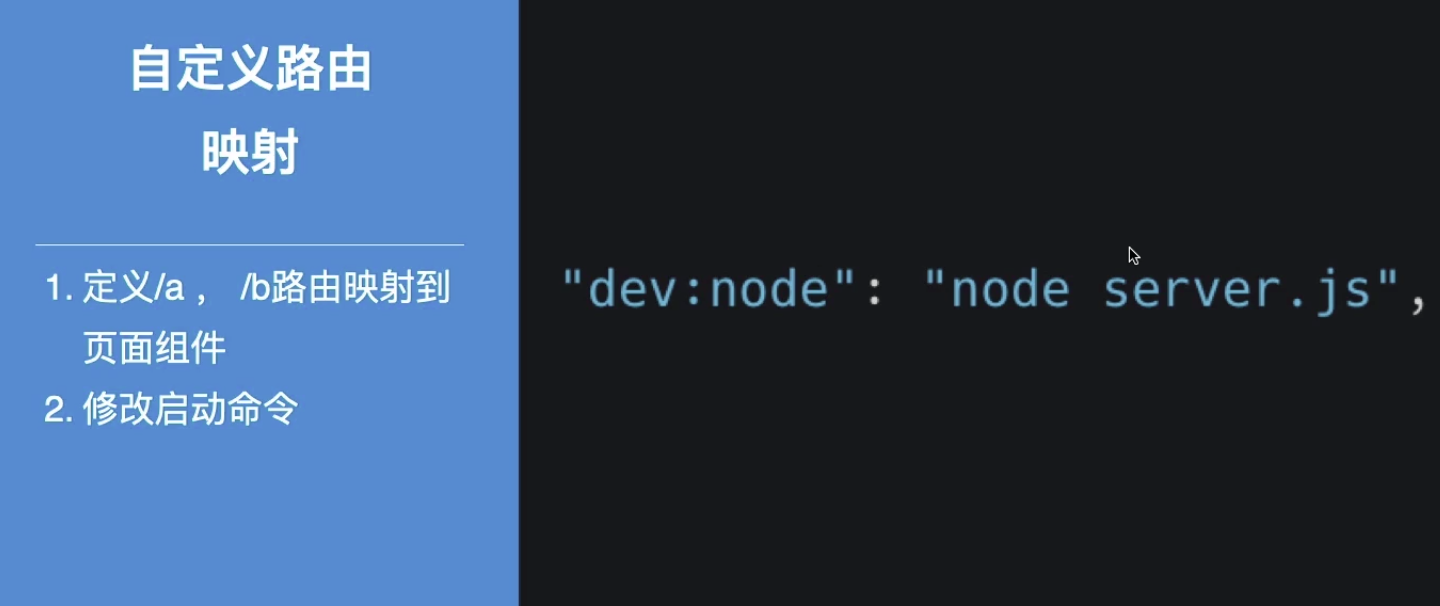 自定义路由
映射
1. 定义/a ， /b路由映射到
页面组件
2. 修改启动命令
"dev:node": "node server.js",